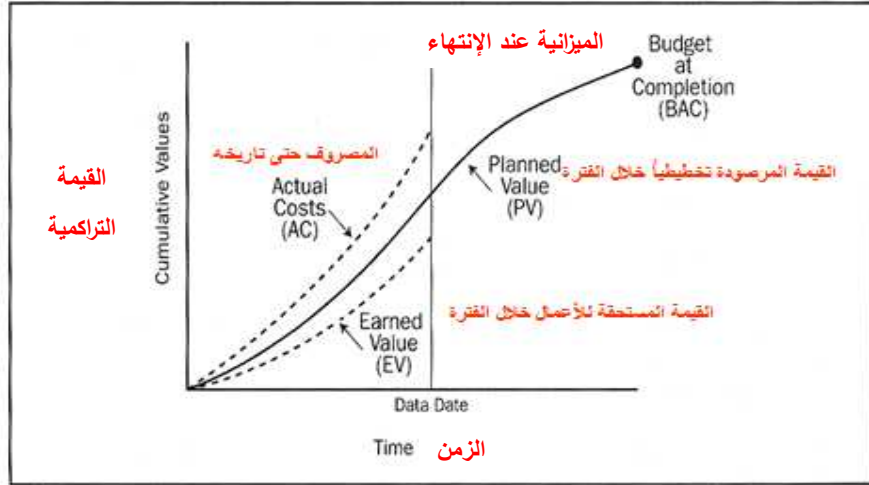 الميزانية عند الإنتهاء
Budget
at
Completion
(BAC)
المصروف حتى تاريخه
Actual
Costs
(AC)
Planned
Value
(PV)
القيمة المرصودة تخطيطياً خلال الفترة
القيمة
التراكمية
Cumulative Values
القيمة المستحقة للأعمال خلال الفترة
Earned
Value
(EV)
Data Date
Time الزمن